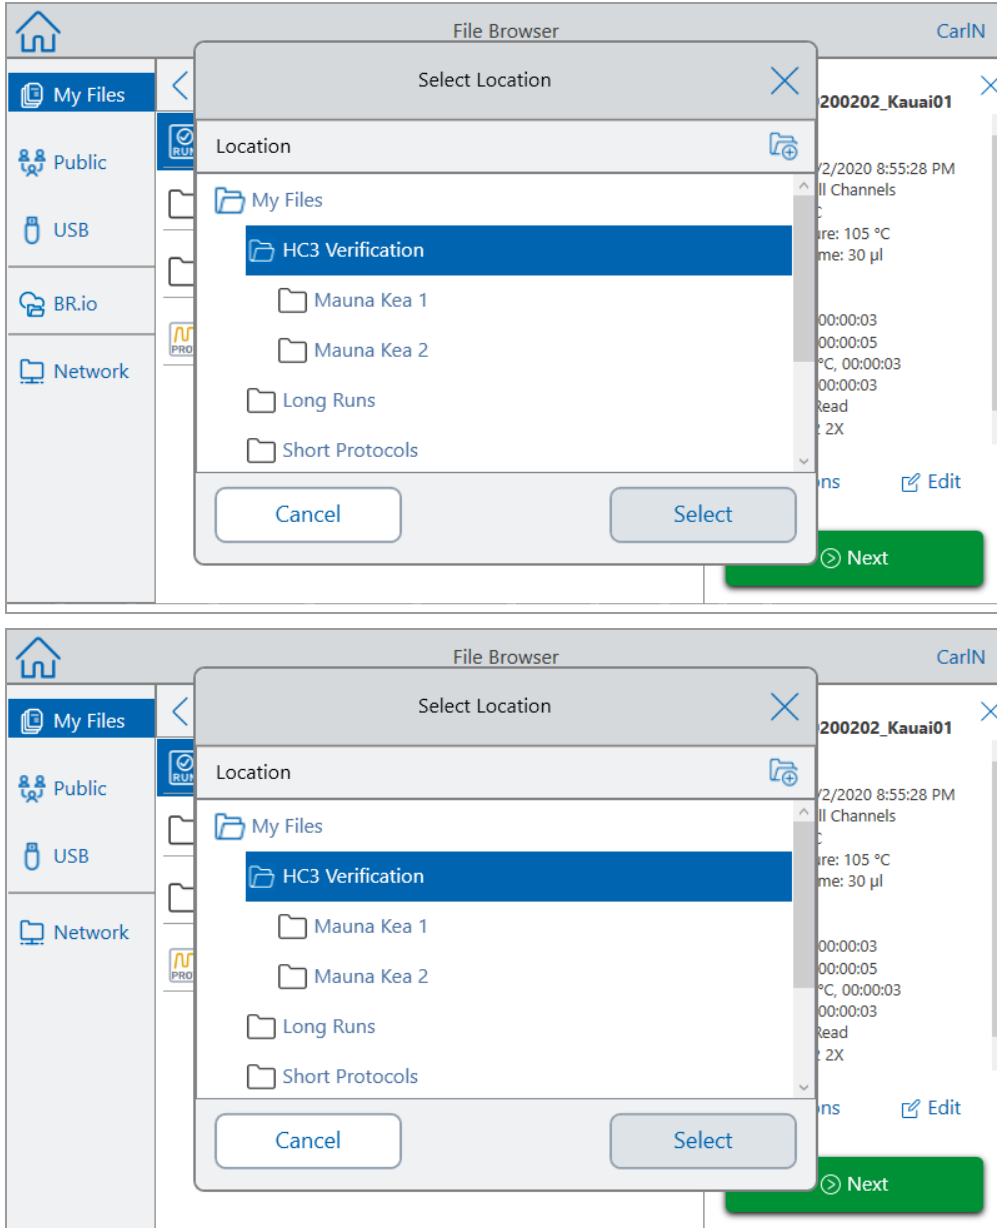 File Browser
CarlN
My Files
Public
USB
BR.io
Network
RUN
PRO
Select Location
Location
My Files
HC3 Verification
Mauna Kea 1
Mauna Kea 2
Long Runs
Short Protocols
Cancel
Select
200202_Kauai01
/2/2020 8:55:28 PM
ll Channels
C
ure: 105 °C
me: 30 µl
00:00:03
00:00:05
°C, 00:00:03
00:00:03
Read
2 2X
ons
Edit
Next
File Browser
CarlN
My Files
Public
USB
Network
RUN
PRO
Select Location
Location
My Files
HC3 Verification
Mauna Kea 1
Mauna Kea 2
Long Runs
Short Protocols
Cancel
Select
200202_Kauai01
/2/2020 8:55:28 PM
ll Channels
C
ure: 105 °C
me: 30 µl
00:00:03
00:00:05
°C, 00:00:03
00:00:03
Read
2 2X
ons
Edit
Next